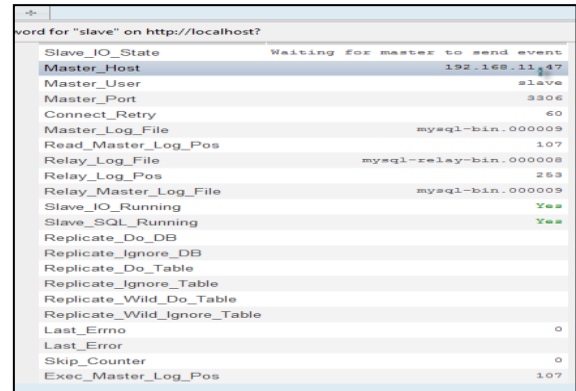 word for "slave" on http://localhost?
Slave_IO_State Waiting for master to send event
Master_Host 192.168.11.47
Master_User slave
Master_Port 3306
Connect_Retry 60
Master_Log_File mysql-bin.000009
Read_Master_Log_Pos 107
Relay_Log_File mysql-relay-bin.000008
Relay_Log_Pos 253
Relay_Master_Log_File mysql-bin.000009
Slave_IO_Running Yes
Slave_SQL_Running Yes
Replicate_Do_DB
Replicate_Ignore_DB
Replicate_Do_Table
Replicate_Ignore_Table
Replicate_Wild_Do_Table
Replicate_Wild_Ignore_Table
Last_Errno 0
Last_Error
Skip_Counter 0
Exec_Master_Log_Pos 107